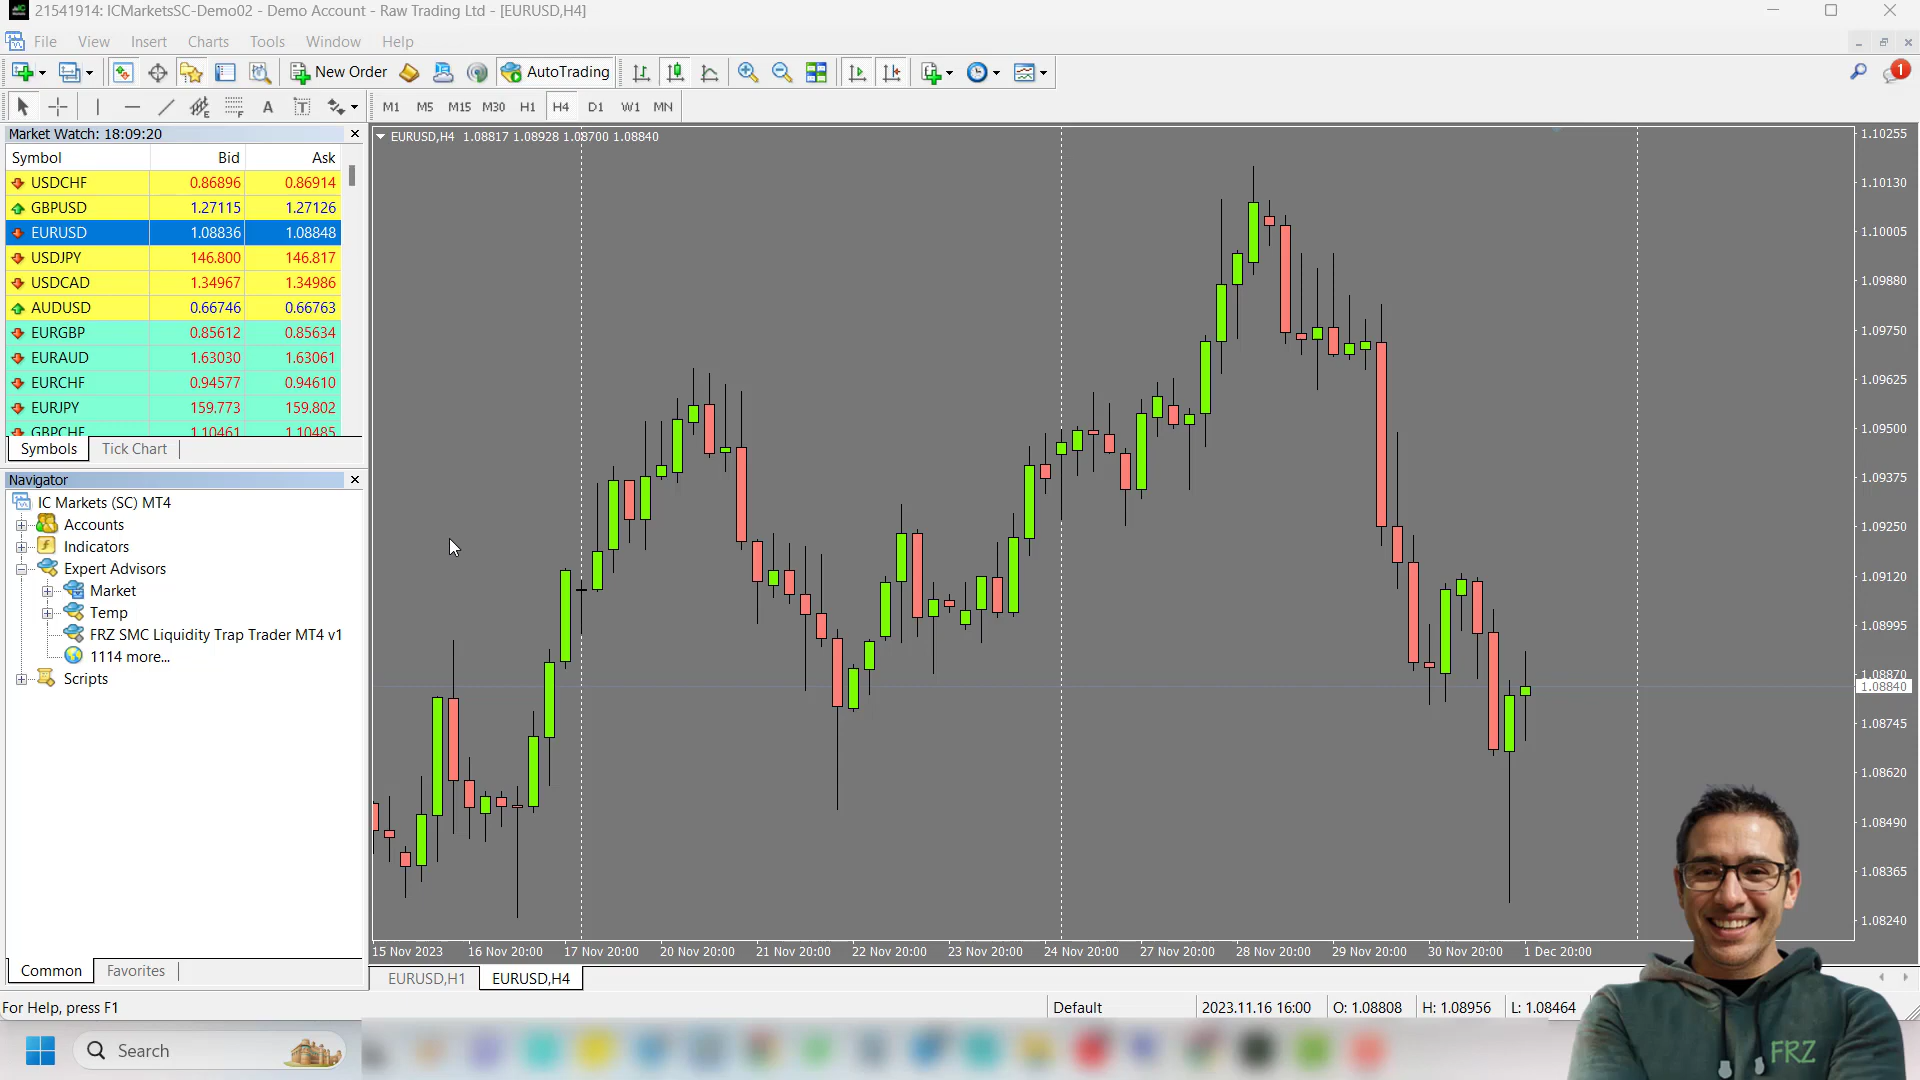 21541914: ICMarketsSC-Demo02 - Demo Account - Raw Trading Ltd - [EURUSD,H4]
File View Insert Charts Tools Window Help
New Order AutoTrading 1
A T M1 M5 M15 M30 H1 H4 D1 W1 MN
Market Watch: 18:09:20
Symbol Bid Ask
USDCHF 0.86896 0.86914
GBPUSD 1.27115 1.27126
EURUSD 1.08836 1.08848
USDJPY 146.800 146.817
USDCAD 1.34967 1.34986
AUDUSD 0.66746 0.66763
EURGBP 0.85612 0.85634
EURAUD 1.63030 1.63061
EURCHF 0.94577 0.94610
EURJPY 159.773 159.802
GBPCHF 1.10461 1.10485
Symbols Tick Chart
Navigator
IC Markets (SC) MT4
Accounts
Indicators
Expert Advisors
Market
Temp
FRZ SMC Liquidity Trap Trader MT4 v1
1114 more...
Scripts
Common Favorites
EURUSD,H4 1.08817 1.08928 1.08700 1.08840
1.10255
1.10130
1.10005
1.09880
1.09750
1.09625
1.09500
1.09375
1.09250
1.09120
1.08995
1.08870
1.08840
1.08745
1.08620
1.08490
1.08365
1.08240
15 Nov 2023 16 Nov 20:00 17 Nov 20:00 20 Nov 20:00 21 Nov 20:00 22 Nov 20:00 23 Nov 20:00 24 Nov 20:00 27 Nov 20:00 28 Nov 20:00 29 Nov 20:00 30 Nov 20:00 1 Dec 20:00
EURUSD,H1 EURUSD,H4
For Help, press F1 Default 2023.11.16 16:00 O: 1.08808 H: 1.08956 L: 1.08464
Search
FRZ